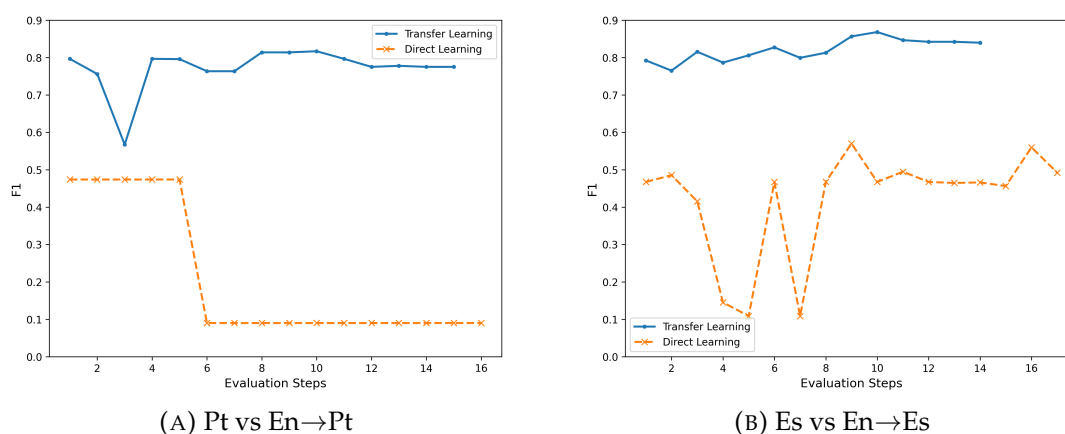 0.9
0.8
0.7
0.6
0.5
0.4
0.3
0.2
0.1
0.0
F1
2 4 6 8 10 12 14 16
Evaluation Steps
Transfer Learning
Direct Learning
(A) Pt vs En→Pt
0.9
0.8
0.7
0.6
0.5
0.4
0.3
0.2
0.1
0.0
F1
2 4 6 8 10 12 14 16
Evaluation Steps
Transfer Learning
Direct Learning
(B) Es vs En→Es